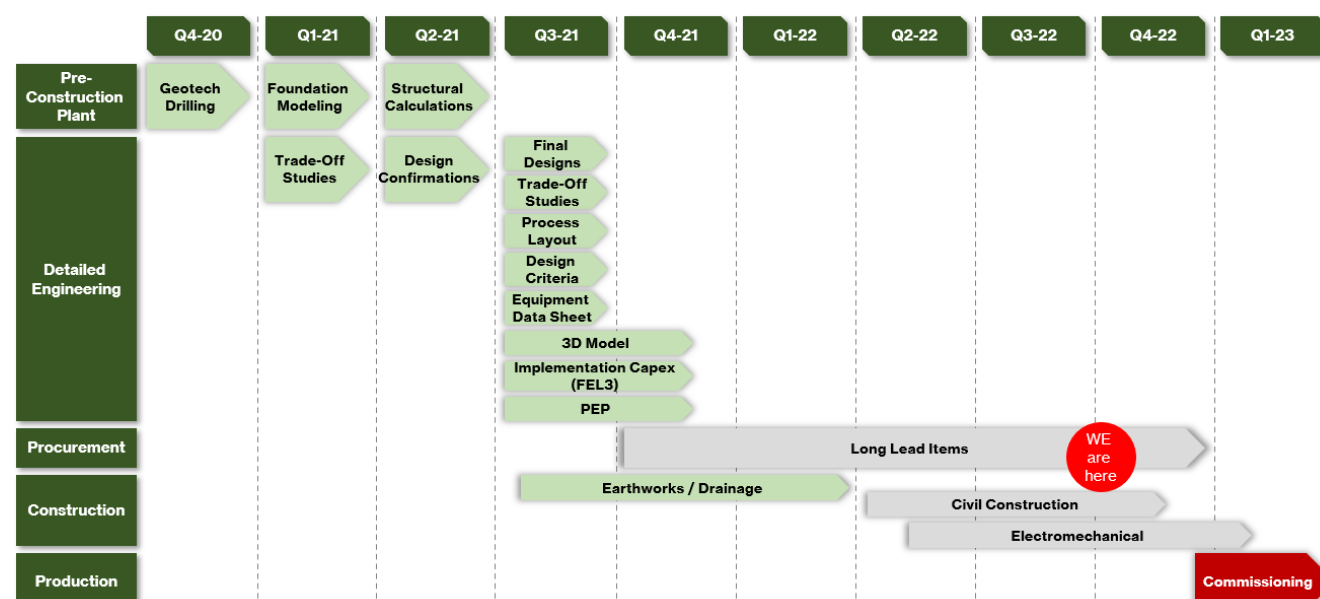 Q4-20
Q1-21
Q2-21
Q3-21
Q4-21
Q1-22
Q2-22
Q3-22
Q4-22
Q1-23
Pre-
Construction
Plant
Geotech
Drilling
Foundation
Modeling
Structural
Calculations
Detailed
Engineering
Trade-Off
Studies
Design
Confirmations
Final
Designs
Trade-Off
Studies
Process
Layout
Design
Criteria
Equipment
Data Sheet
3D Model
Implementation Capex
(FEL3)
PEP
Procurement
Long Lead Items
WE
are
here
Construction
Earthworks / Drainage
Civil Construction
Electromechanical
Production
Commissioning